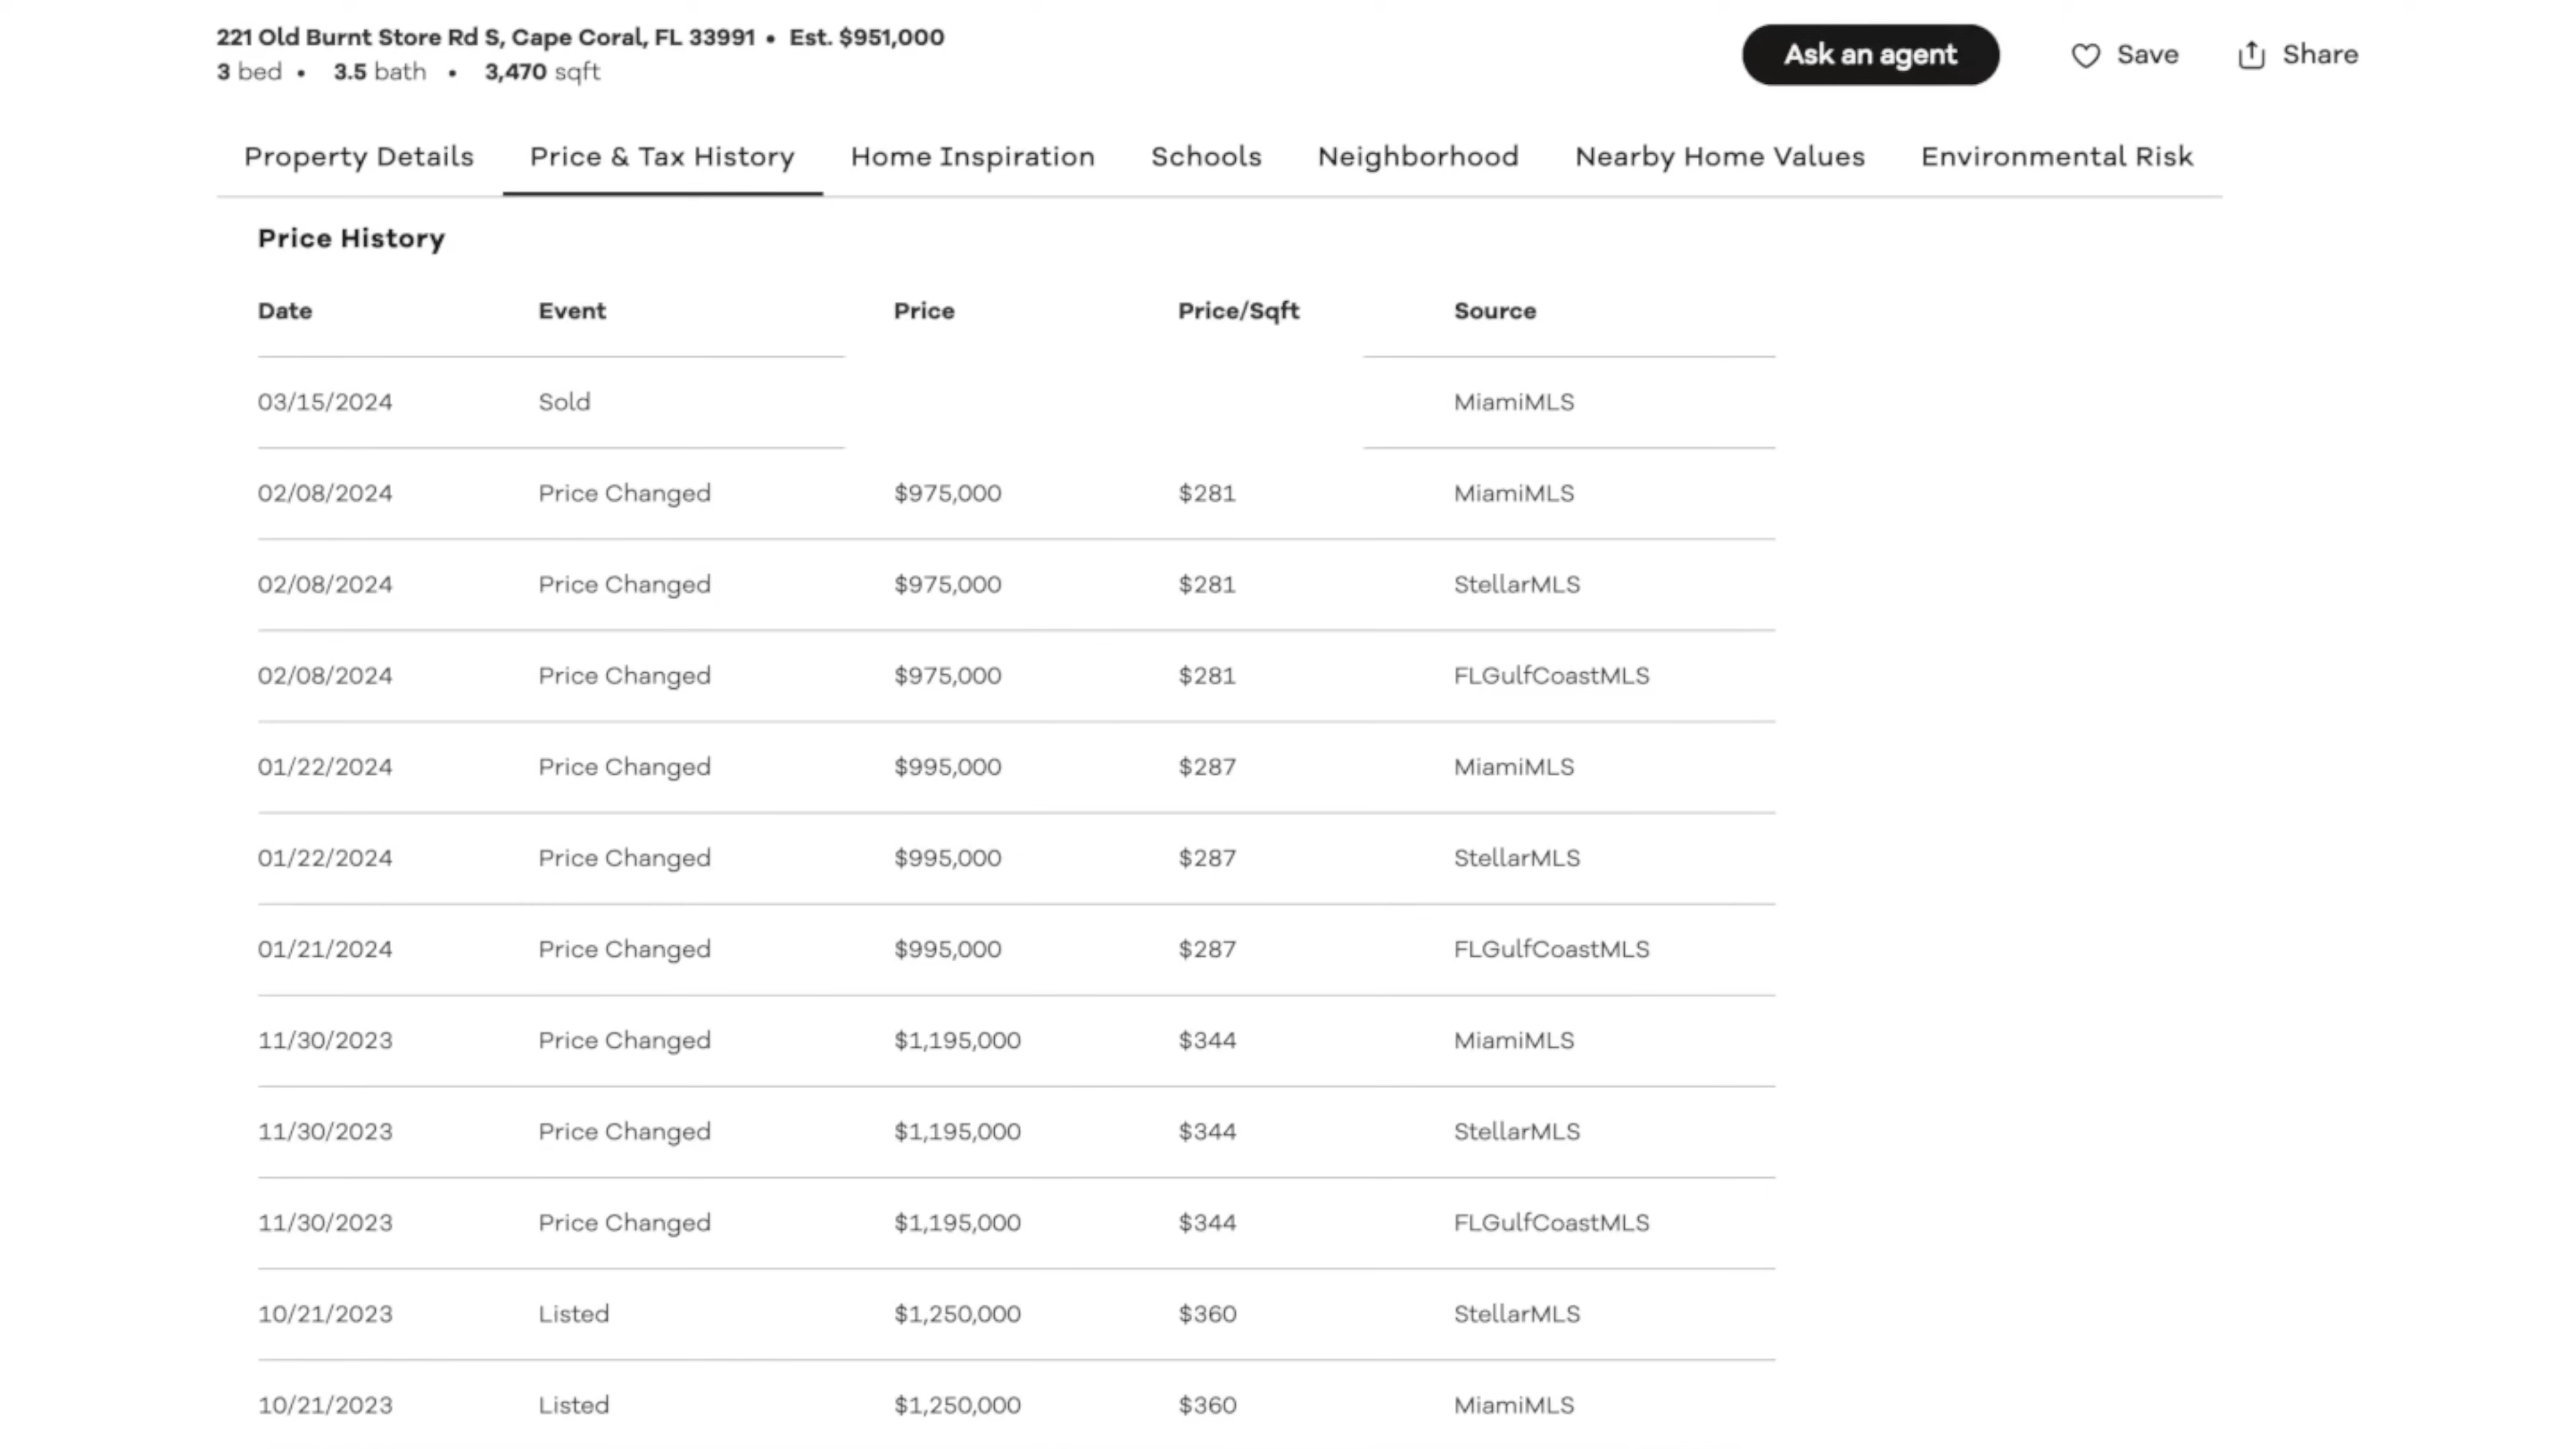 221 Old Burnt Store Rd S, Cape Coral, FL 33991 • Est. $951,000
3 bed • 3.5 bath • 3,470 sqft
Ask an agent
Save
Share
Property Details Price & Tax History Home Inspiration Schools Neighborhood Nearby Home Values Environmental Risk
Price History
Date Event Price Price/Sqft Source
03/15/2024 Sold MiamiMLS
02/08/2024 Price Changed $975,000 $281 MiamiMLS
02/08/2024 Price Changed $975,000 $281 StellarMLS
02/08/2024 Price Changed $975,000 $281 FLGulfCoastMLS
01/22/2024 Price Changed $995,000 $287 MiamiMLS
01/22/2024 Price Changed $995,000 $287 StellarMLS
01/21/2024 Price Changed $995,000 $287 FLGulfCoastMLS
11/30/2023 Price Changed $1,195,000 $344 MiamiMLS
11/30/2023 Price Changed $1,195,000 $344 StellarMLS
11/30/2023 Price Changed $1,195,000 $344 FLGulfCoastMLS
10/21/2023 Listed $1,250,000 $360 StellarMLS
10/21/2023 Listed $1,250,000 $360 MiamiMLS